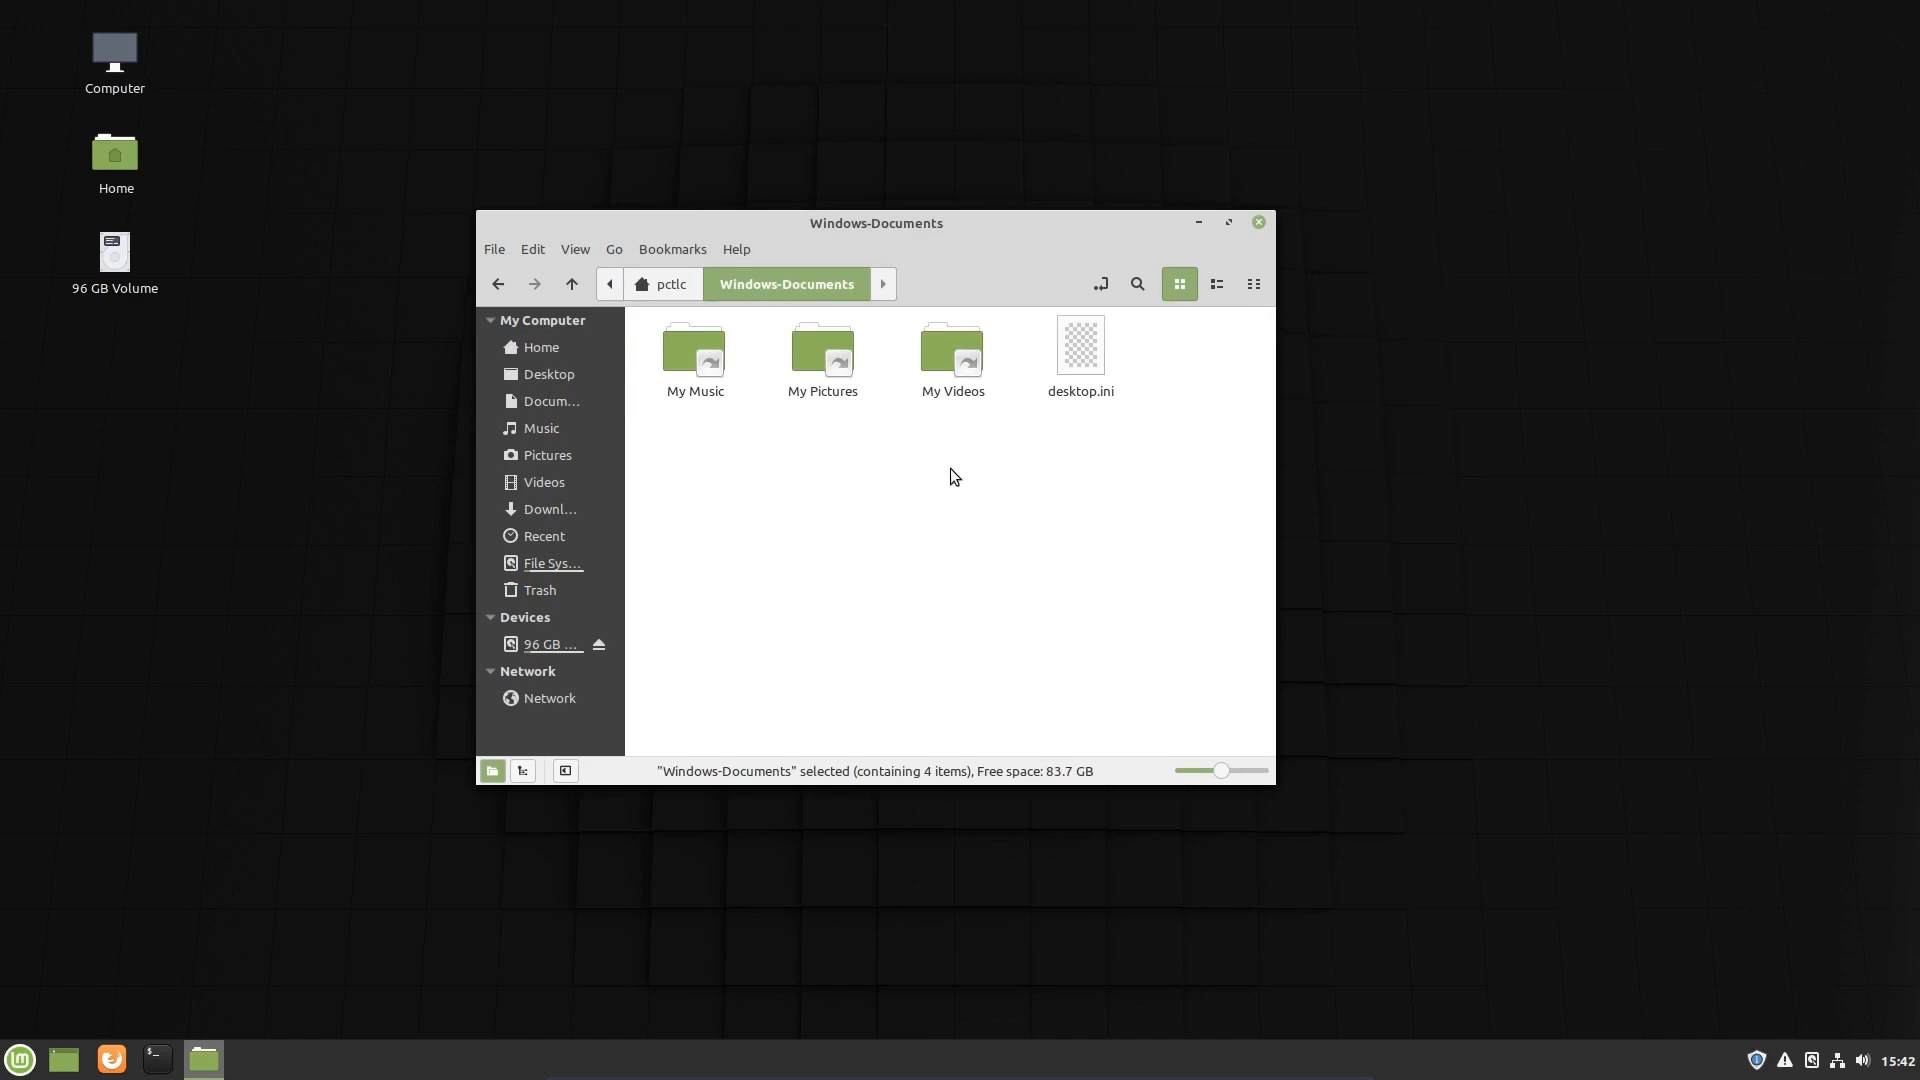 Computer
Home
96 GB Volume
Windows-Documents
File Edit View Go Bookmarks Help
pctlc Windows-Documents
My Computer
Home
Desktop
Docum...
Music
Pictures
Videos
Downl...
Recent
File Sys...
Trash
Devices
96 GB ...
Network
Network
My Music My Pictures My Videos desktop.ini
"Windows-Documents" selected (containing 4 items), Free space: 83.7 GB
lm
$_
15:42